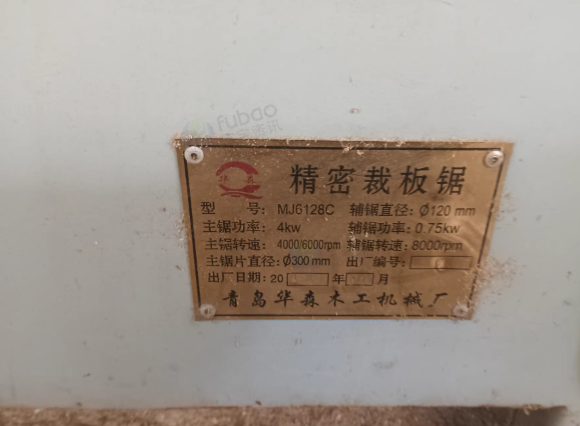 fubao
精密裁板锯
型 号: MJ6128C 辅锯直径: Ø120 mm
主锯功率: 4kw 辅锯功率: 0.75kw
主锯转速: 4000/6000rpm 辅锯转速: 8000rpm
主锯片直径: Ø300 mm 出厂编号:
出厂日期: 20 年 月
青岛华森木工机械厂